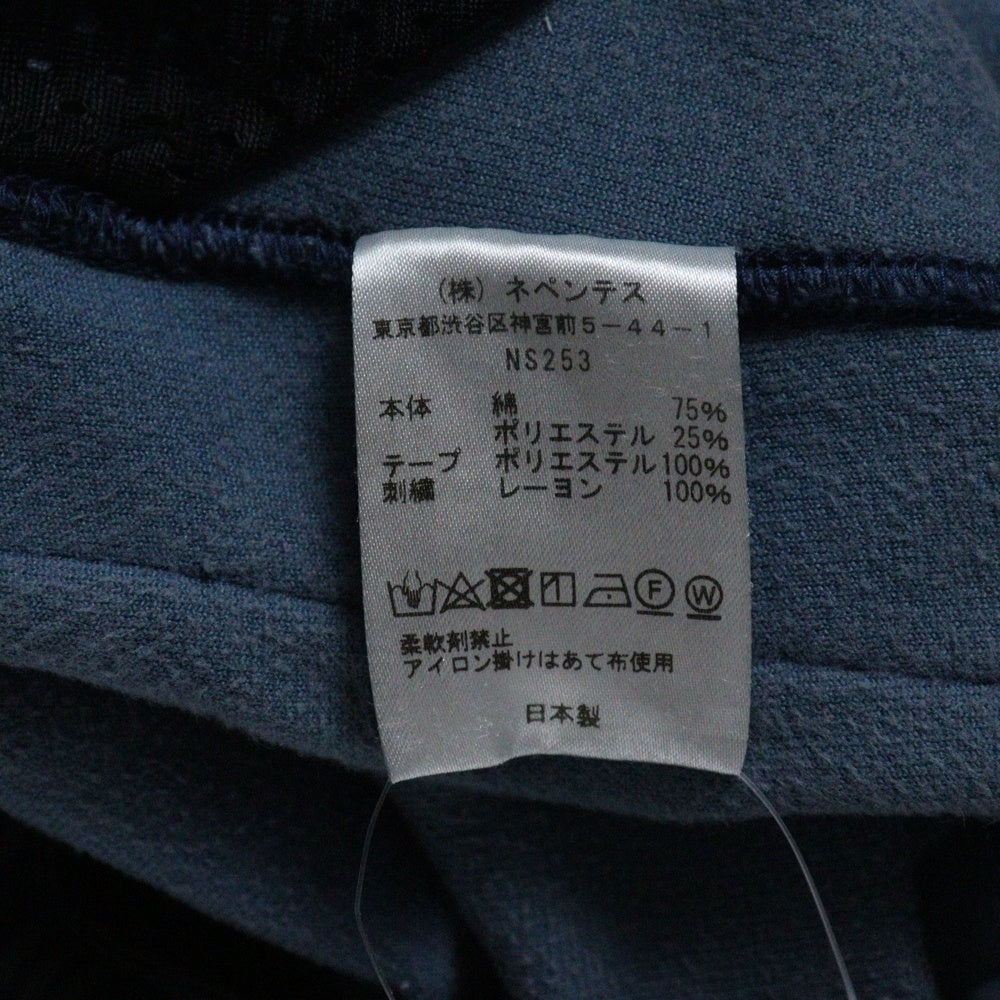 (株) ネペンテス
東京都渋谷区神宮前5-44-1
NS253
本体 綿 75%
ポリエステル 25%
テープ ポリエステル 100%
刺繍 レーヨン 100%
F W
柔軟剤禁止
アイロン掛けはあて布使用
日本製